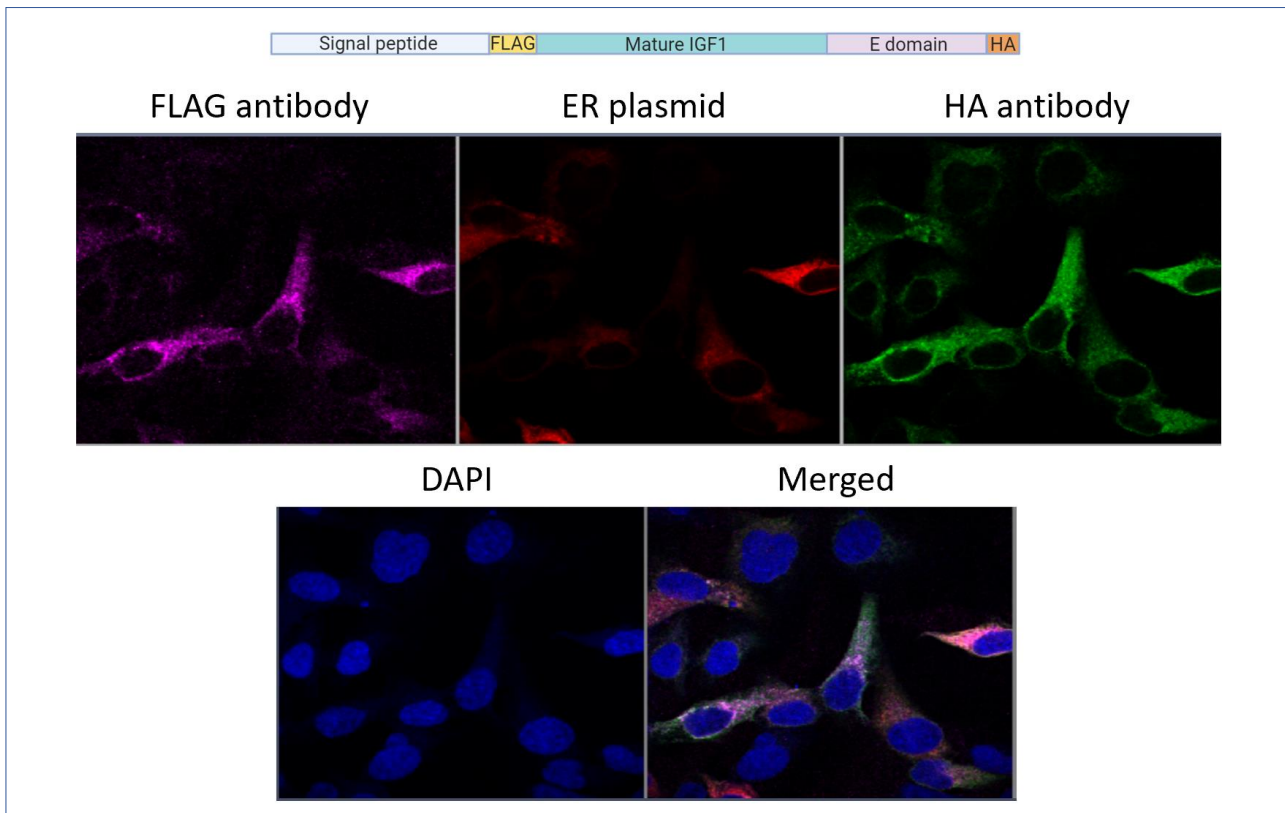 Signal peptide FLAG Mature IGF1 E domain HA
FLAG antibody ER plasmid HA antibody
DAPI Merged